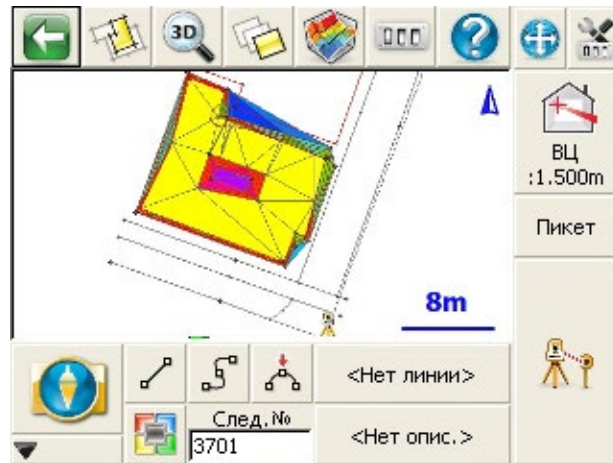 3D
?
ВЦ
:1.500m
Пикет
8m
<Нет линии>
След.№
3701
<Нет опис.>